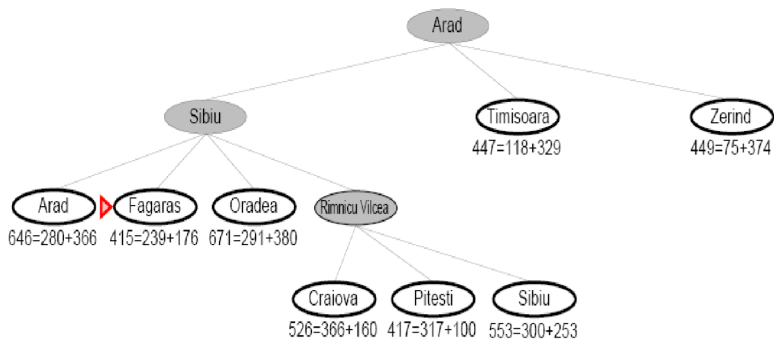 Arad
Sibiu
Timisoara
Zerind
447=118+329
449=75+374
Arad
Fagaras
Oradea
Rimnicu Vilcea
646=280+366
415=239+176
671=291+380
Craiova
Pitesti
Sibiu
526=366+160
417=317+100
553=300+253